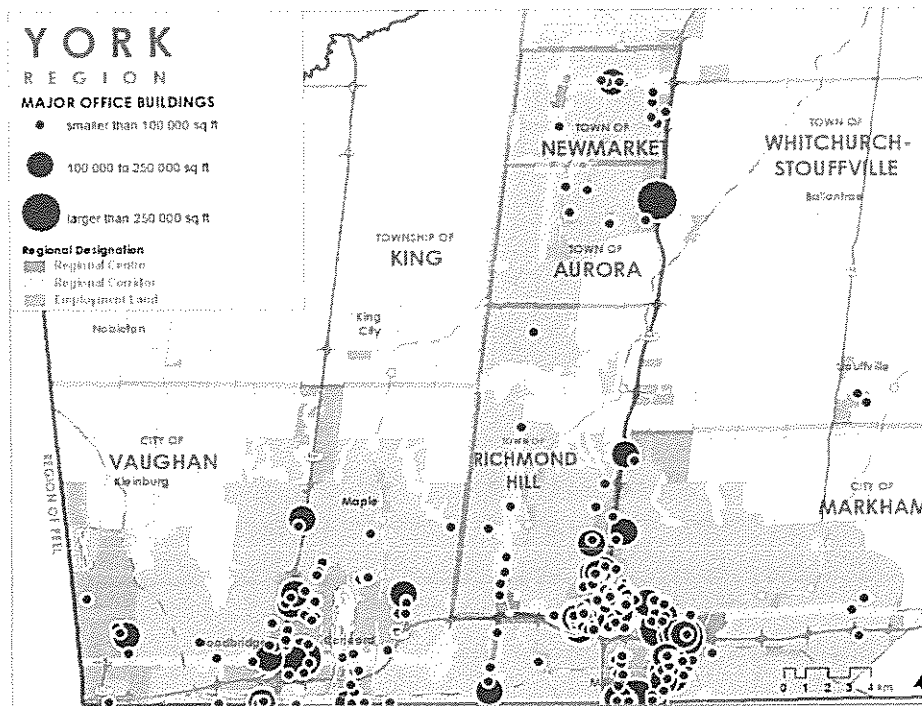 YORK
REGION
MAJOR OFFICE BUILDINGS
smaller than 100 000 sq ft
100 000 to 250 000 sq ft
larger than 250 000 sq ft
Regional Designation
Regional Centre
Regional Corridor
Employment Land
TOWN OF
NEWMARKET
TOWN OF
WHITCHURCH-
STOUFFVILLE
Ballantrae
TOWNSHIP OF
KING
TOWN OF
AURORA
Nobleton
King
City
Stouffville
CITY OF
VAUGHAN
Kleinburg
TOWN OF
RICHMOND
HILL
CITY OF
MARKHAM
Maple
REGION OF PEEL
Woodbridge
Concord
0 1 2 3 4 km